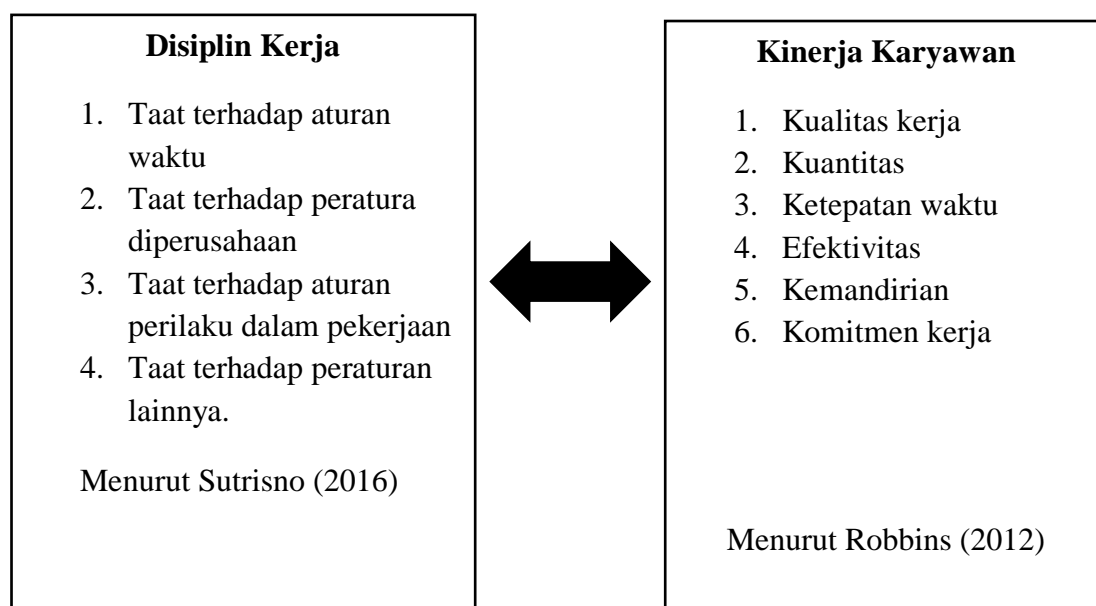 Disiplin Kerja
1. Taat terhadap aturan
waktu
2. Taat terhadap peratura
diperusahaan
3. Taat terhadap aturan
perilaku dalam pekerjaan
4. Taat terhadap peraturan
lainnya.
Menurut Sutrisno (2016)
Kinerja Karyawan
1. Kualitas kerja
2. Kuantitas
3. Ketepatan waktu
4. Efektivitas
5. Kemandirian
6. Komitmen kerja
Menurut Robbins (2012)